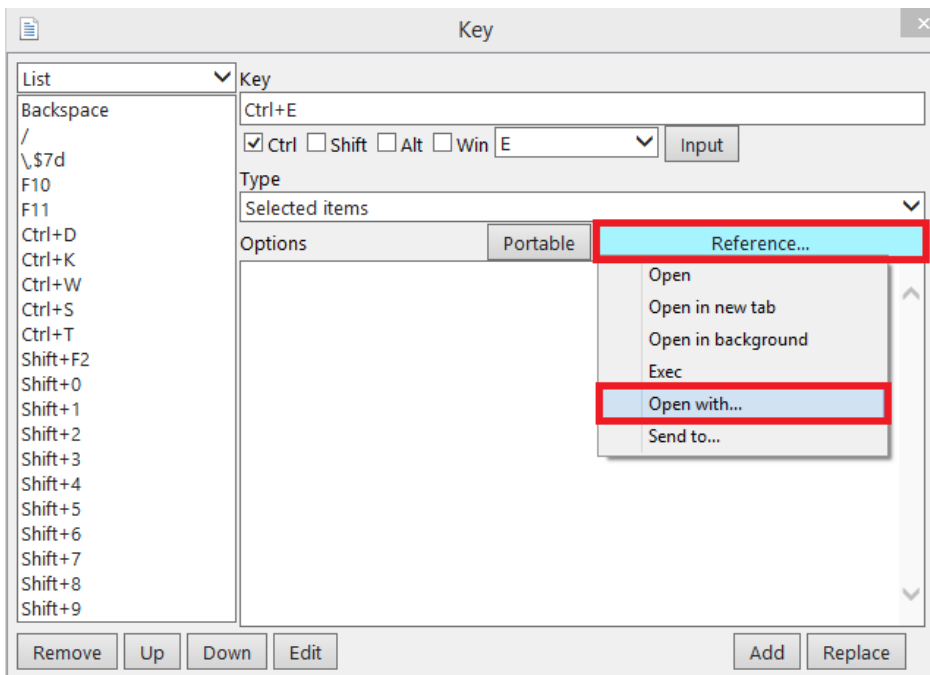 Key
List
Key
Backspace
/
\,$7d
F10
F11
Ctrl+D
Ctrl+K
Ctrl+W
Ctrl+S
Ctrl+T
Shift+F2
Shift+0
Shift+1
Shift+2
Shift+3
Shift+4
Shift+5
Shift+6
Shift+7
Shift+8
Shift+9
Ctrl+E
Ctrl Shift Alt Win E Input
Type
Selected items
Options Portable Reference...
Open
Open in new tab
Open in background
Exec
Open with...
Send to...
Remove Up Down Edit Add Replace